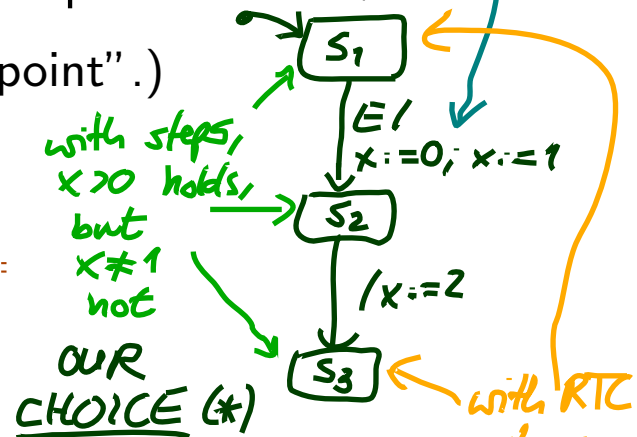 point”.)
S1
E/
x:=0; x:=1
with steps,
x>0 holds,
but
x≠1
not
S2
/x:=2
S3
OUR
CHOICE (*)
with RTC